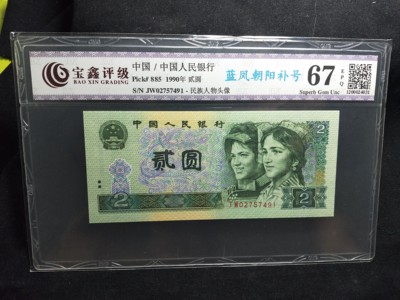 宝鑫评级
BAO XIN GRADING
中国 / 中国人民银行
Pick# 885 1990年 贰圆
S/N JW02757491 - 民族人物头像
蓝凤朝阳补号
67
EPQ
Superb Gem Unc
中国人民银行
2
贰圆
JW02757491
2
2